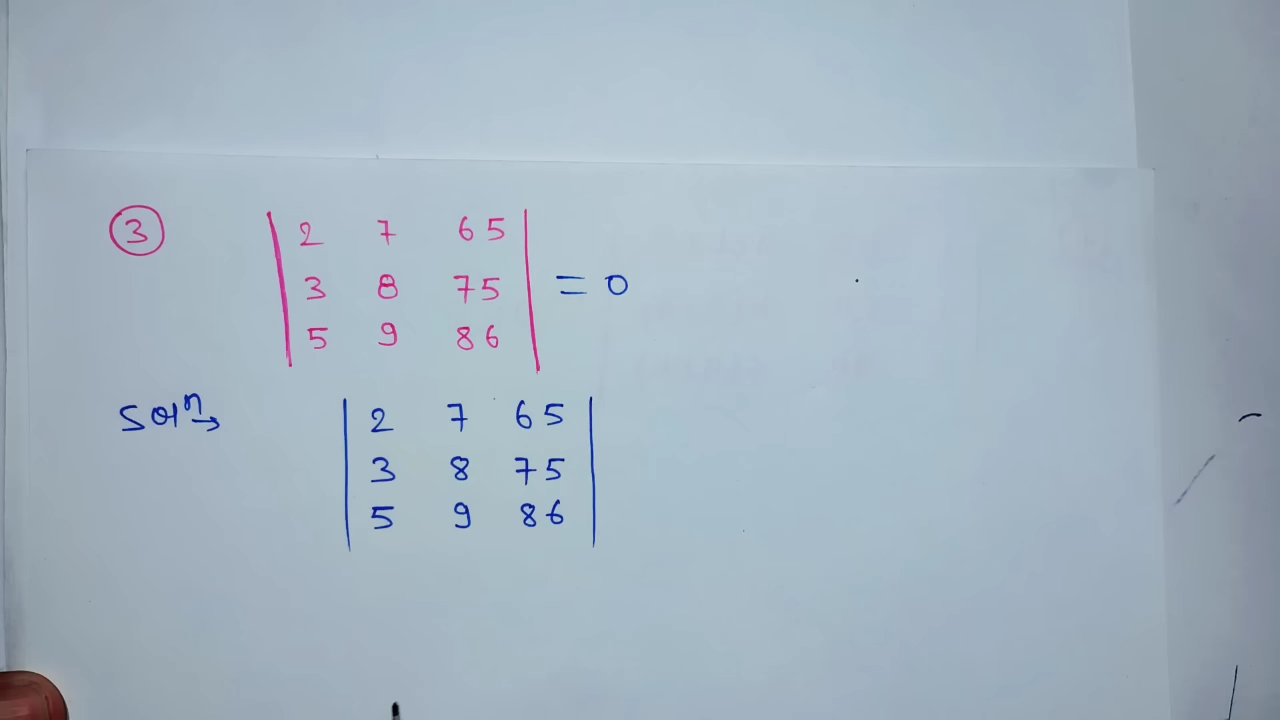 ③ | 2 7 65 |
| 3 8 75 | = 0
| 5 9 86 |
Solⁿ→ | 2 7 65 |
| 3 8 75 |
| 5 9 86 |